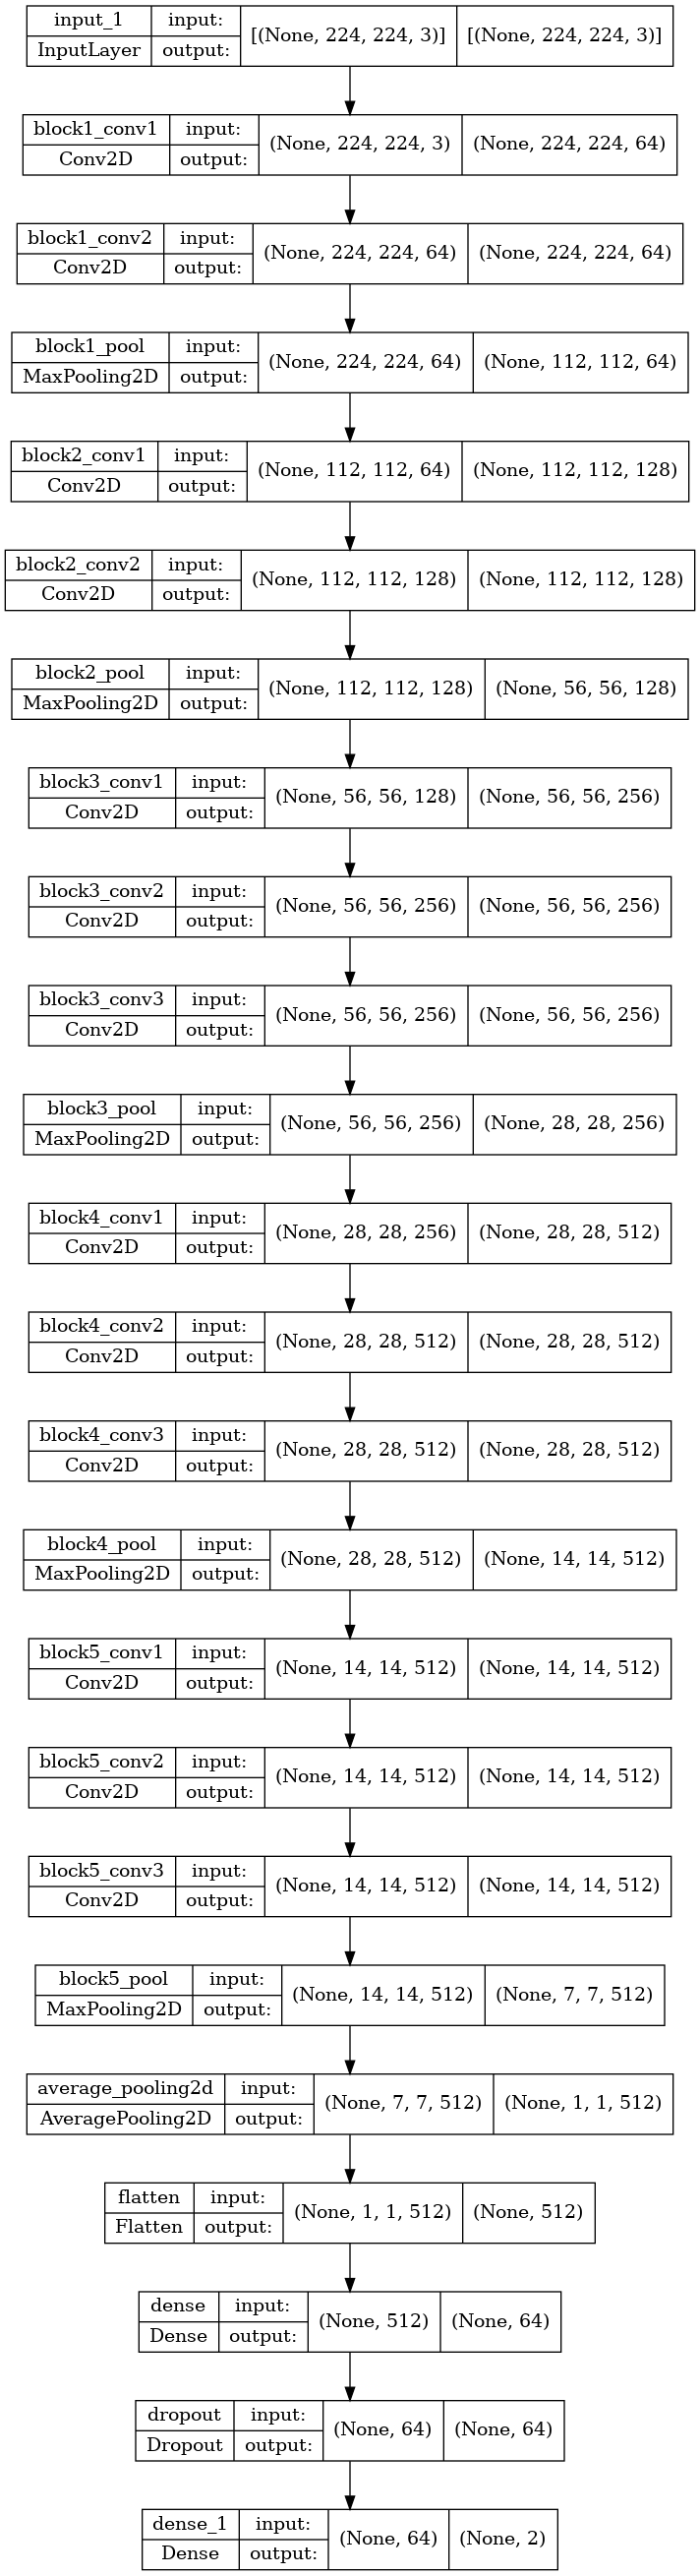 input_1 input: [(None, 224, 224, 3)] [(None, 224, 224, 3)]
InputLayer output:
block1_conv1 input: (None, 224, 224, 3) (None, 224, 224, 64)
Conv2D output:
block1_conv2 input: (None, 224, 224, 64) (None, 224, 224, 64)
Conv2D output:
block1_pool input: (None, 224, 224, 64) (None, 112, 112, 64)
MaxPooling2D output:
block2_conv1 input: (None, 112, 112, 64) (None, 112, 112, 128)
Conv2D output:
block2_conv2 input: (None, 112, 112, 128) (None, 112, 112, 128)
Conv2D output:
block2_pool input: (None, 112, 112, 128) (None, 56, 56, 128)
MaxPooling2D output:
block3_conv1 input: (None, 56, 56, 128) (None, 56, 56, 256)
Conv2D output:
block3_conv2 input: (None, 56, 56, 256) (None, 56, 56, 256)
Conv2D output:
block3_conv3 input: (None, 56, 56, 256) (None, 56, 56, 256)
Conv2D output:
block3_pool input: (None, 56, 56, 256) (None, 28, 28, 256)
MaxPooling2D output:
block4_conv1 input: (None, 28, 28, 256) (None, 28, 28, 512)
Conv2D output:
block4_conv2 input: (None, 28, 28, 512) (None, 28, 28, 512)
Conv2D output:
block4_conv3 input: (None, 28, 28, 512) (None, 28, 28, 512)
Conv2D output:
block4_pool input: (None, 28, 28, 512) (None, 14, 14, 512)
MaxPooling2D output:
block5_conv1 input: (None, 14, 14, 512) (None, 14, 14, 512)
Conv2D output:
block5_conv2 input: (None, 14, 14, 512) (None, 14, 14, 512)
Conv2D output:
block5_conv3 input: (None, 14, 14, 512) (None, 14, 14, 512)
Conv2D output:
block5_pool input: (None, 14, 14, 512) (None, 7, 7, 512)
MaxPooling2D output:
average_pooling2d input: (None, 7, 7, 512) (None, 1, 1, 512)
AveragePooling2D output:
flatten input: (None, 1, 1, 512) (None, 512)
Flatten output:
dense input: (None, 512) (None, 64)
Dense output:
dropout input: (None, 64) (None, 64)
Dropout output:
dense_1 input: (None, 64) (None, 2)
Dense output: